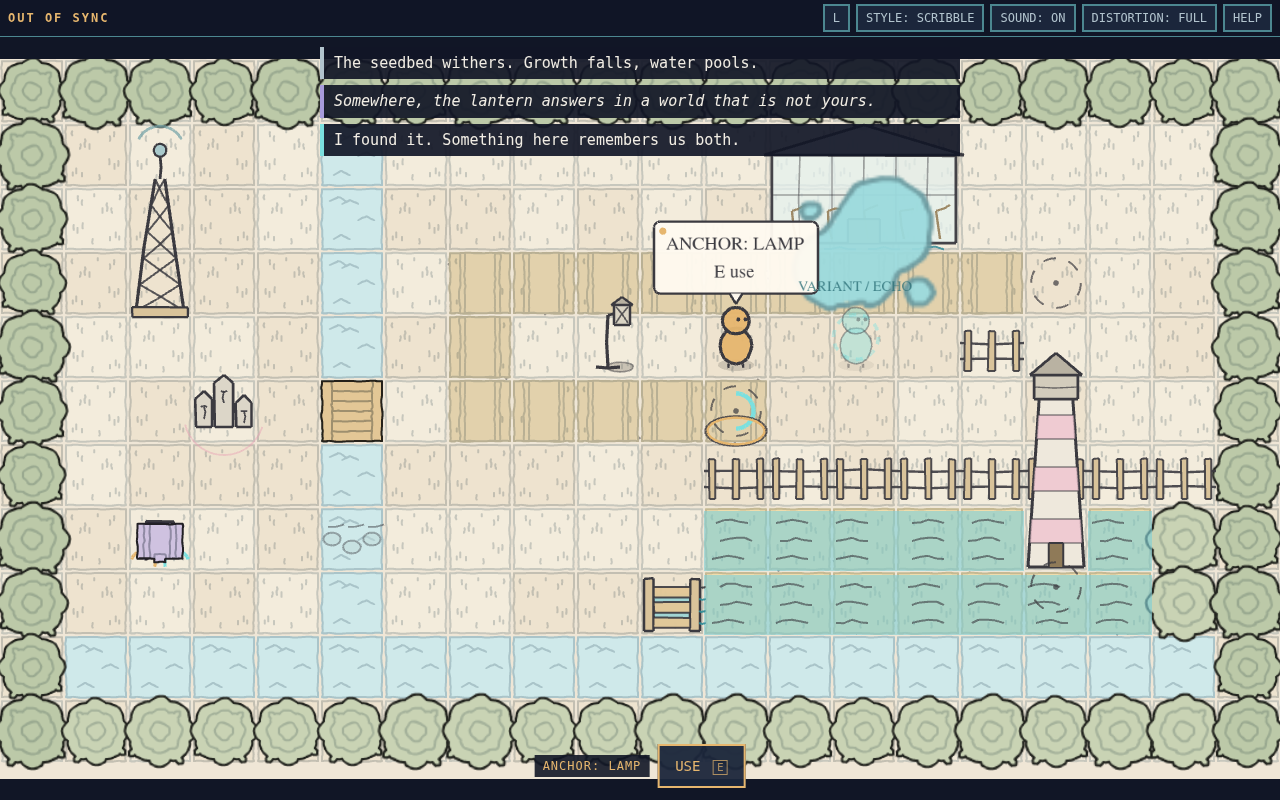 OUT OF SYNC
L
STYLE: SCRIBBLE
SOUND: ON
DISTORTION: FULL
HELP
The seedbed withers. Growth falls, water pools.
Somewhere, the lantern answers in a world that is not yours.
I found it. Something here remembers us both.
ANCHOR: LAMP
E use
VARIANT / ECHO
ANCHOR: LAMP
USE E